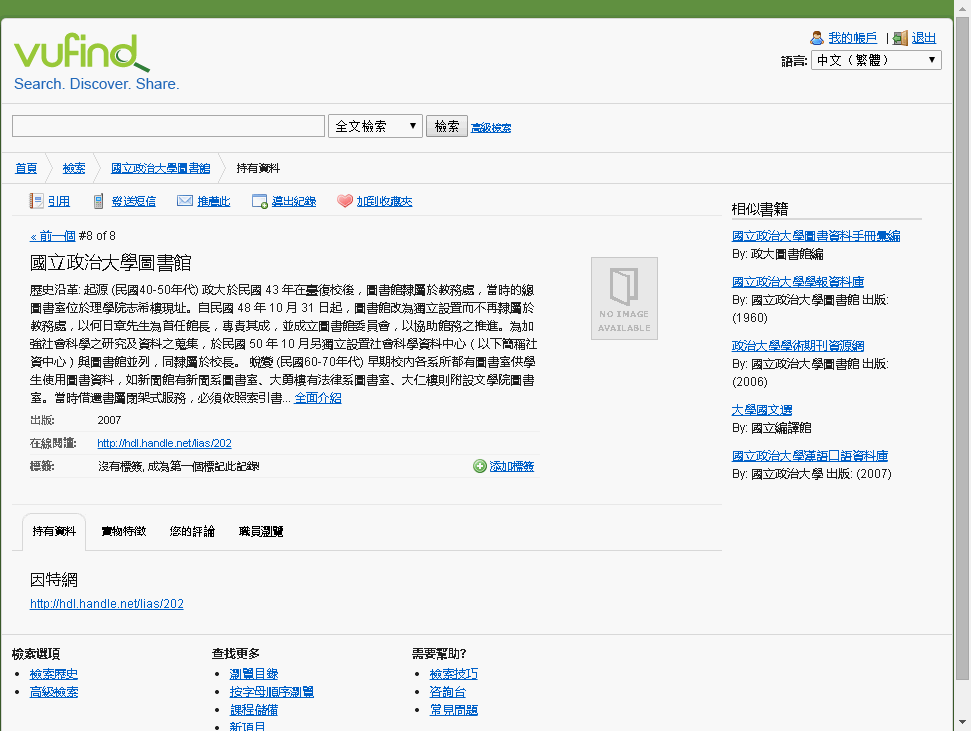 vufind
Search. Discover. Share.
我的帳戶 | 退出
語言: 中文（繁體）
全文檢索 檢索 高級檢索
首頁 檢索 國立政治大學圖書館 持有資料
引用 發送短信 推薦此 導出紀錄 加到收藏夾
« 前一個 #8 of 8
國立政治大學圖書館
歷史沿革: 起源 (民國40-50年代) 政大於民國 43 年在臺復校後，圖書館隸屬於教務處，當時的總
圖書室位於理學院志希樓現址。自民國 48 年 10 月 31 日起，圖書館改為獨立設置而不再隸屬於
教務處，以何日章先生為首任館長，專責其成，並成立圖書館委員會，以協助館務之推進。為加
強社會科學之研究及資料之蒐集，於民國 50 年 10 月另獨立設置社會科學資料中心（以下簡稱社
資中心）與圖書館並列，同隸屬於校長。 蛻變 (民國60-70年代) 早期校內各系所都有圖書室供學
生使用圖書資料，如新聞館有新聞系圖書室、大勇樓有法律系圖書室、大仁樓則附設文學院圖書
室。當時借還書屬閉架式服務，必須依照索引書... 全面介紹
NO IMAGE
AVAILABLE
出版: 2007
在線閱讀: http://hdl.handle.net/lias/202
標簽: 沒有標簽, 成為第一個標記此記錄!
添加標簽
持有資料 實物特徵 您的評論 職員瀏覽
因特網
http://hdl.handle.net/lias/202
相似書籍
國立政治大學圖書資料手冊彙編
By: 政大圖書館編
國立政治大學學報資料庫
By: 國立政治大學圖書館 出版:
(1960)
政治大學學術期刊資源網
By: 國立政治大學圖書館 出版:
(2006)
大學國文選
By: 國立編譯館
國立政治大學漢語口語資料庫
By: 國立政治大學 出版: (2007)
檢索選項
檢索歷史
高級檢索
查找更多
瀏覽目錄
按字母順序瀏覽
課程儲備
新項目
需要幫助?
檢索技巧
咨詢台
常見問題